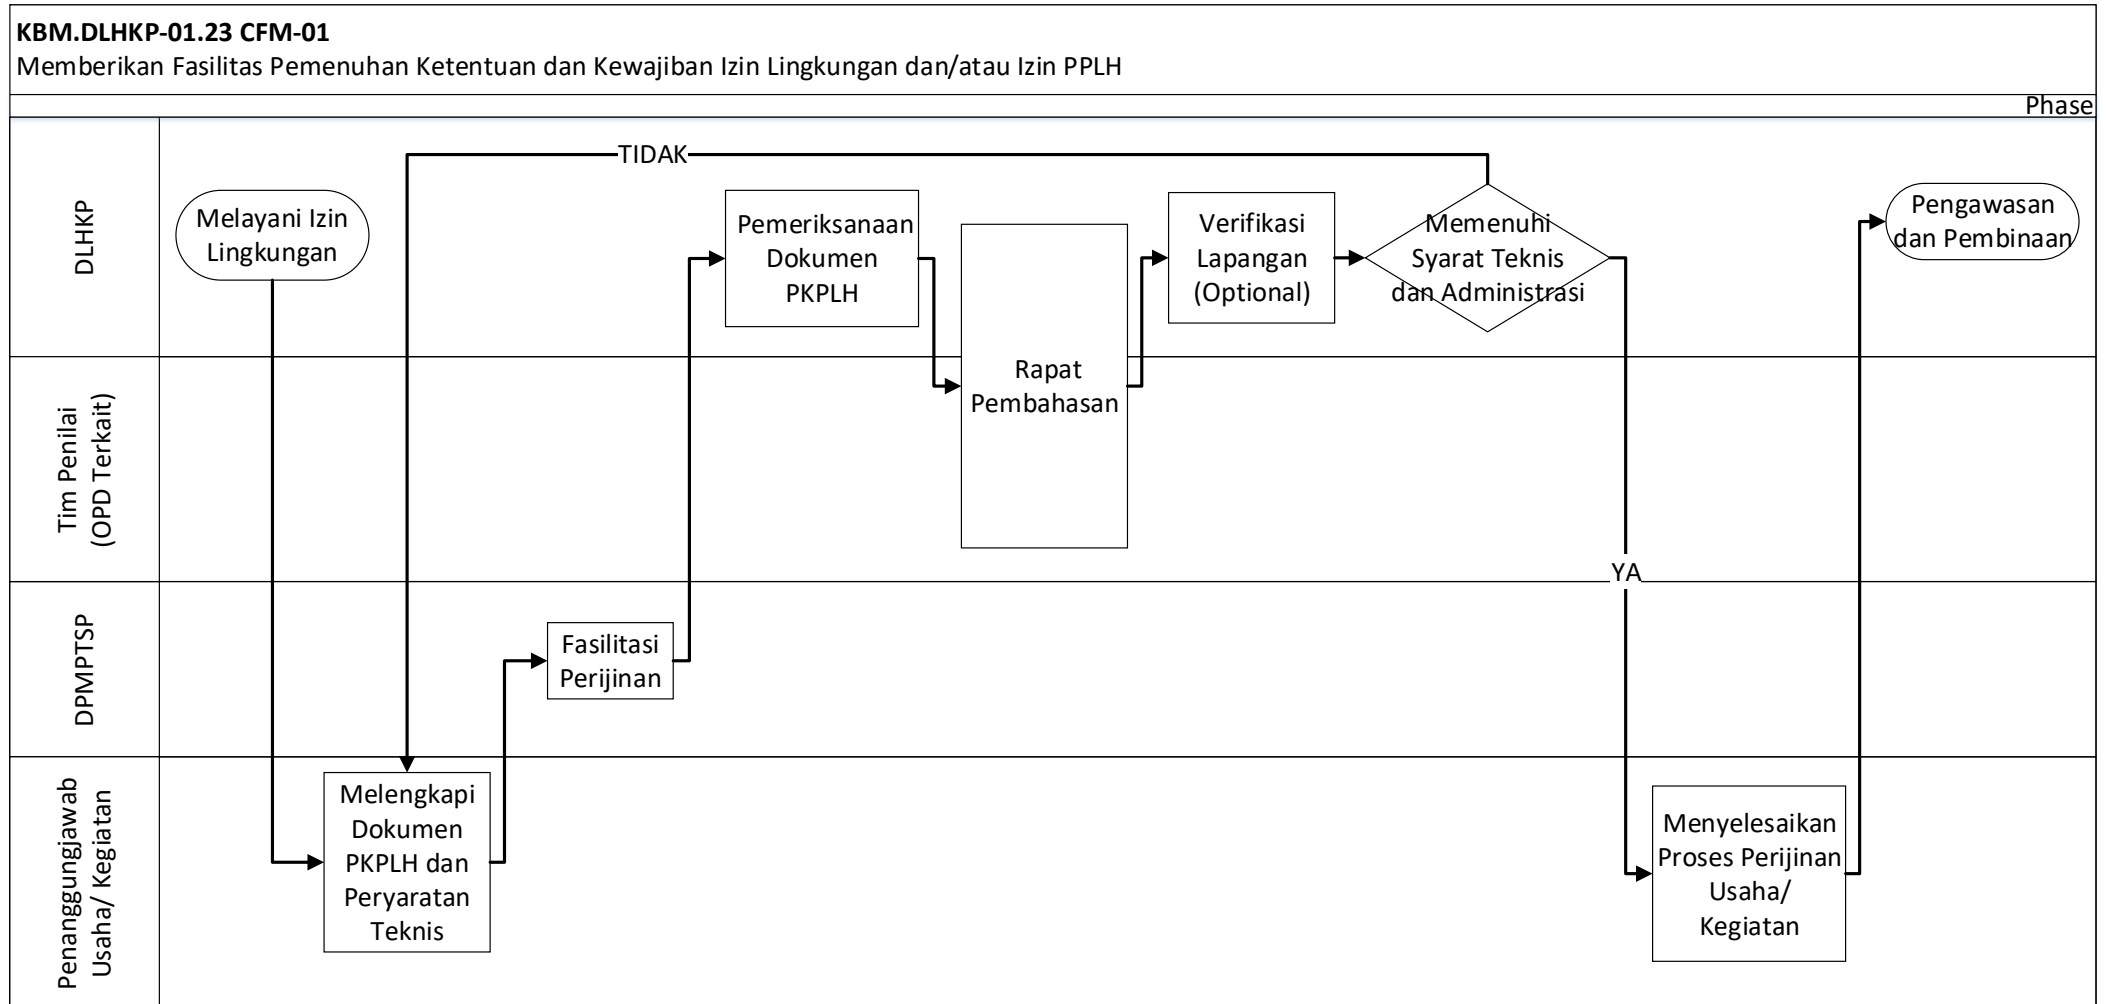 KBM.DLHKP-01.23 CFM-01
Memberikan Fasilitas Pemenuhan Ketentuan dan Kewajiban Izin Lingkungan dan/atau Izin PPLH
Phase
DLHKP
Melayani Izin
Lingkungan
TIDAK
Pemeriksanaan
Dokumen
PKPLH
Verifikasi
Lapangan
(Optional)
Memenuhi
Syarat Teknis
dan Administrasi
Pengawasan
dan Pembinaan
Tim Penilai
(OPD Terkait)
Rapat
Pembahasan
YA
DPMPTSP
Fasilitasi
Perijinan
Penanggungjawab
Usaha/ Kegiatan
Melengkapi
Dokumen
PKPLH dan
Peryaratan
Teknis
Menyelesaikan
Proses Perijinan
Usaha/
Kegiatan